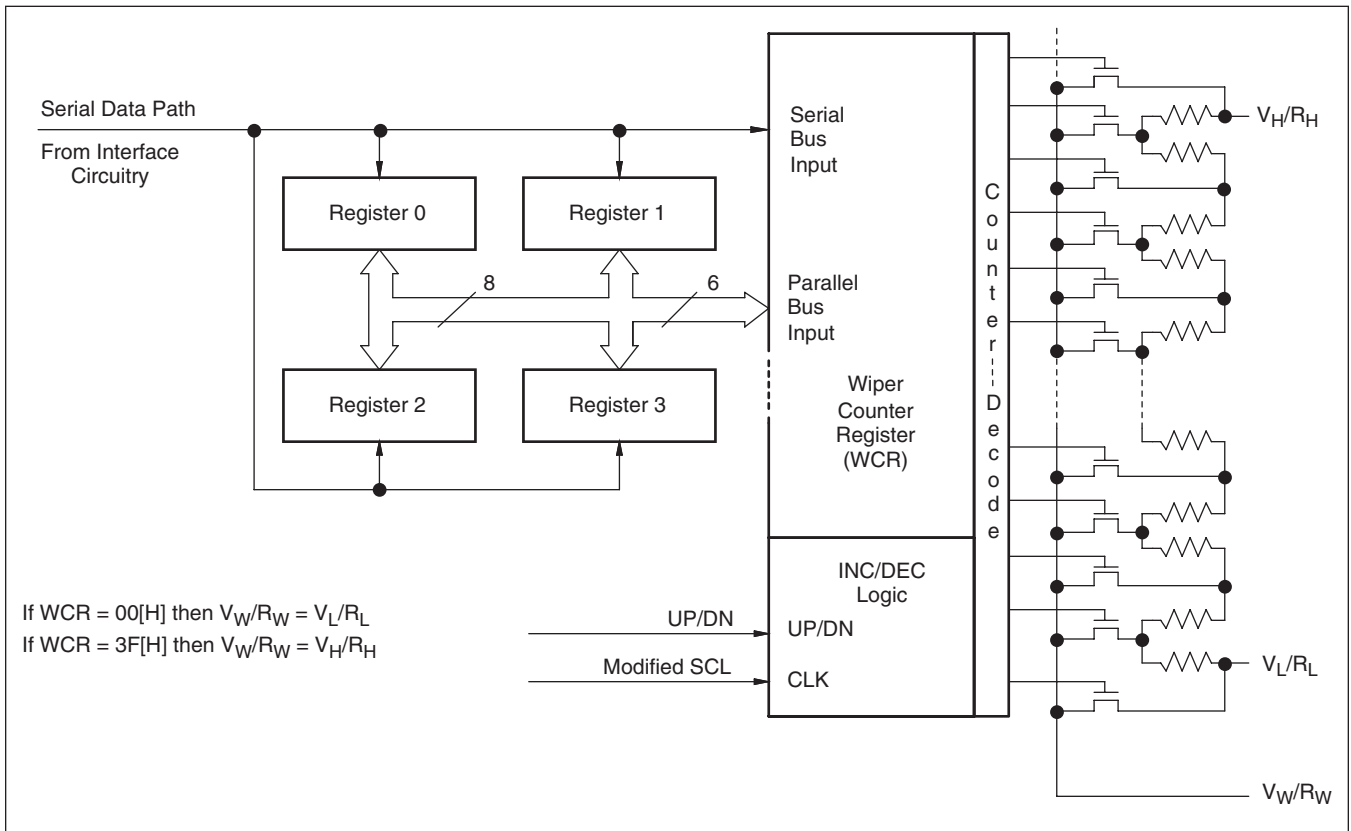 Serial Data Path
From Interface
Circuitry
Register 0
Register 1
8
6
Register 2
Register 3
Serial
Bus
Input
Parallel
Bus
Input
Wiper
Counter
Register
(WCR)
INC/DEC
Logic
UP/DN
UP/DN
Modified SCL
CLK
Counter Decode
If WCR = 00[H] then VW/RW = VL/RL
If WCR = 3F[H] then VW/RW = VH/RH
VH/RH
VL/RL
VW/RW